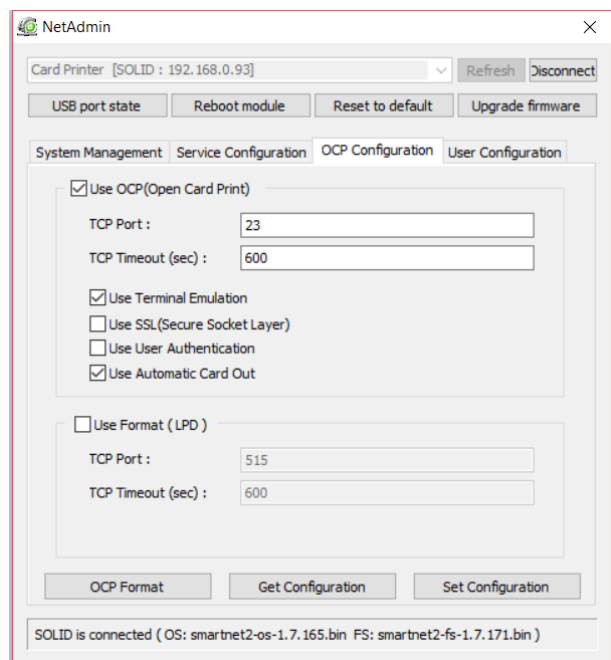 NetAdmin
Card Printer [SOLID : 192.168.0.93] Refresh Disconnect
USB port state Reboot module Reset to default Upgrade firmware
System Management Service Configuration OCP Configuration User Configuration
Use OCP(Open Card Print)
TCP Port : 23
TCP Timeout (sec) : 600
Use Terminal Emulation
Use SSL(Secure Socket Layer)
Use User Authentication
Use Automatic Card Out
Use Format ( LPD )
TCP Port : 515
TCP Timeout (sec) : 600
OCP Format Get Configuration Set Configuration
SOLID is connected ( OS: smartnet2-os-1.7.165.bin FS: smartnet2-fs-1.7.171.bin )